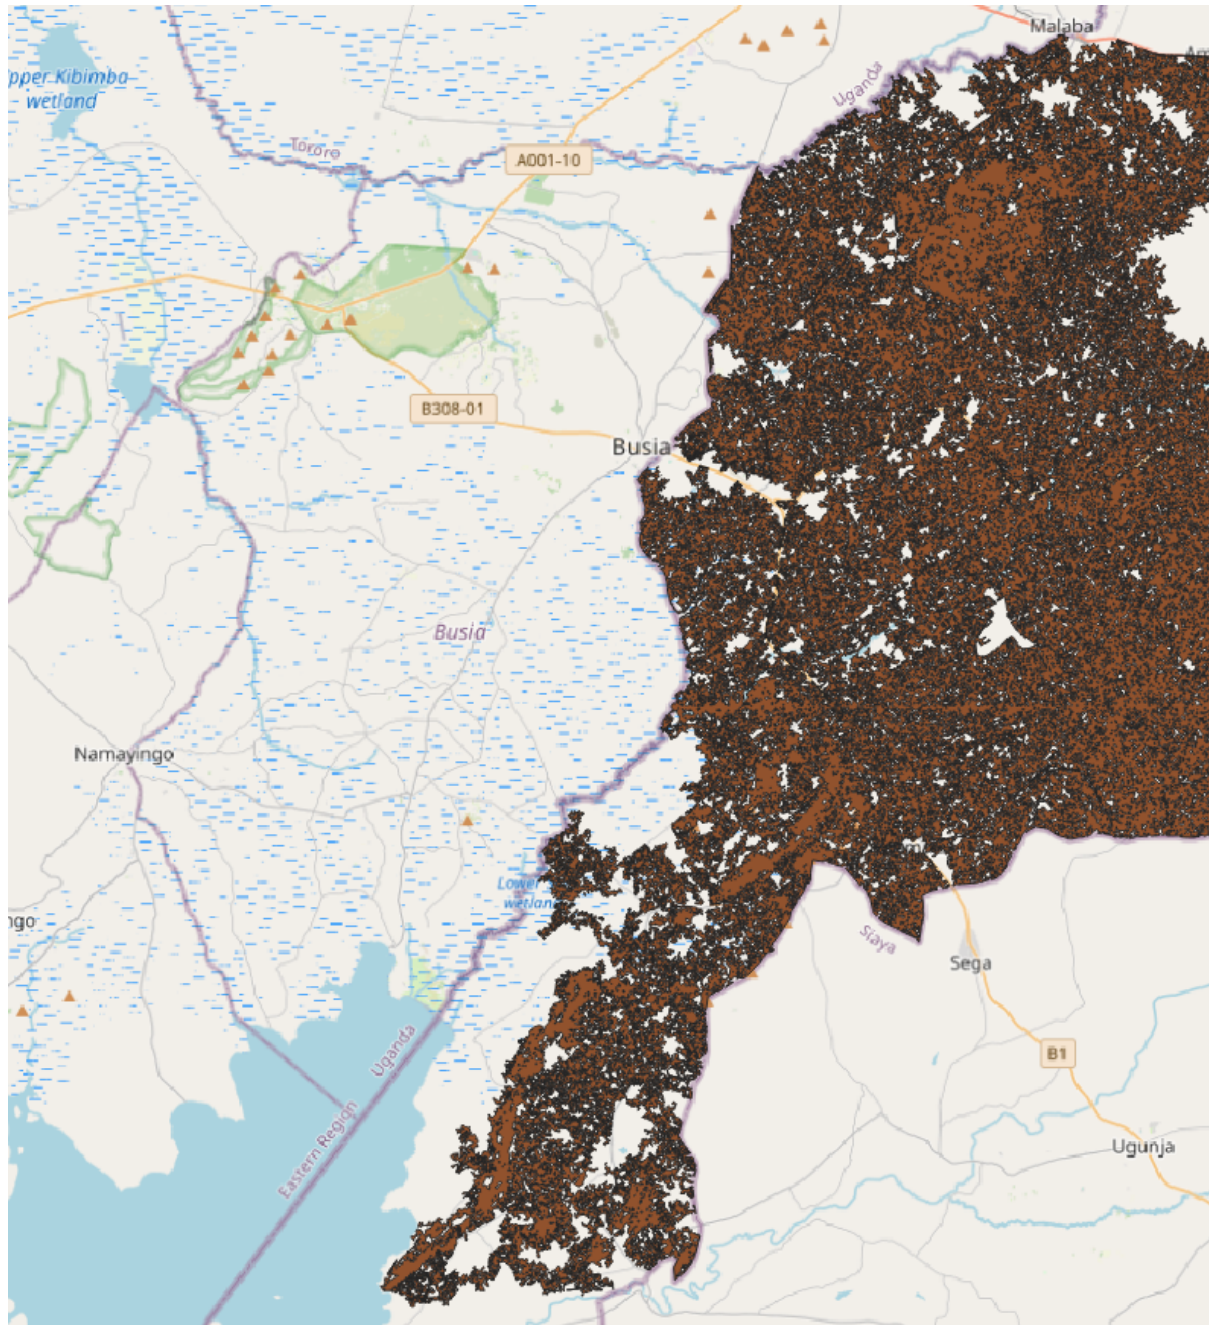 Malaba
Am
pper Kibimba
wetland
Uganda
Tororo
A001-10
B308-01
Busia
Busia
Namayingo
Lower
wetland
ngo
Siaya
Sega
Uganda
B1
Eastern Region
Ugunja